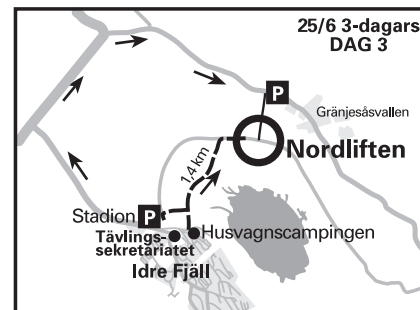 25/6 3-dagars
DAG 3
P
Gränjesåsvallen
Nordliften
1,4 km
Stadion P
Husvagnscampingen
Tävlings-
sekretariatet
Idre Fjäll